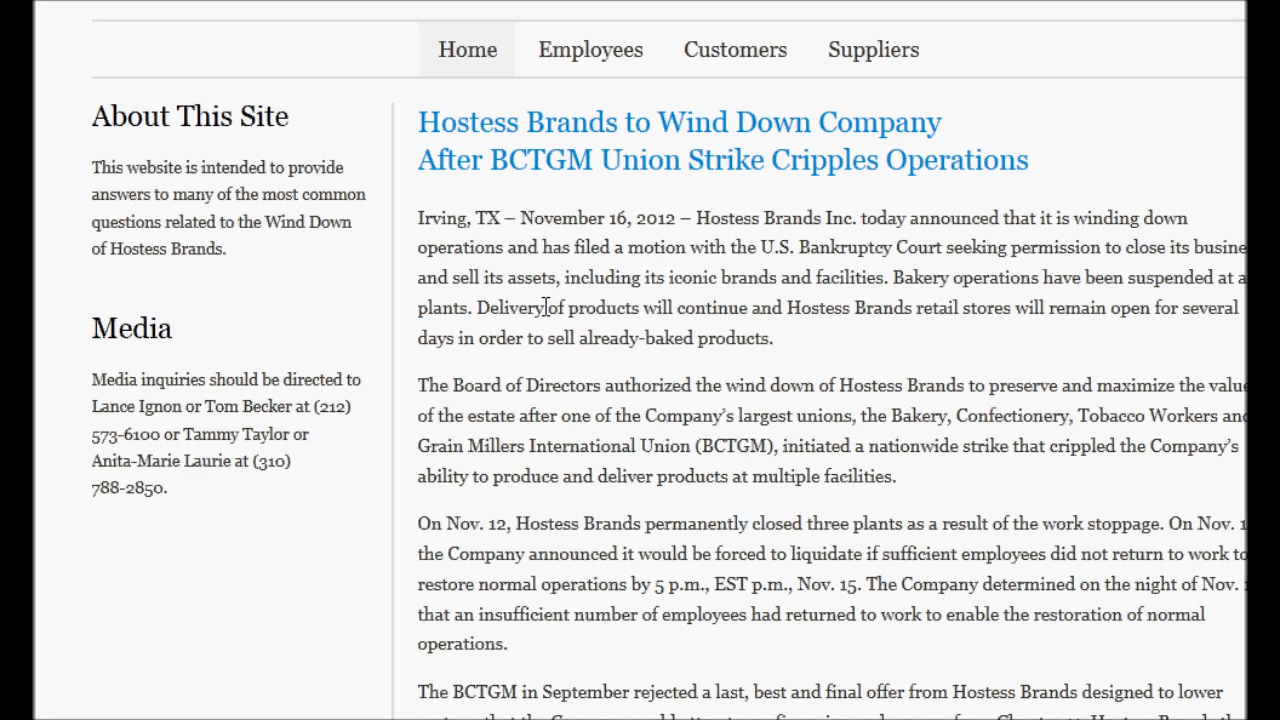 Home Employees Customers Suppliers
About This Site
This website is intended to provide
answers to many of the most common
questions related to the Wind Down
of Hostess Brands.
Media
Media inquiries should be directed to
Lance Ignon or Tom Becker at (212)
573-6100 or Tammy Taylor or
Anita-Marie Laurie at (310)
788-2850.
Hostess Brands to Wind Down Company
After BCTGM Union Strike Cripples Operations
Irving, TX – November 16, 2012 – Hostess Brands Inc. today announced that it is winding down
operations and has filed a motion with the U.S. Bankruptcy Court seeking permission to close its busine
and sell its assets, including its iconic brands and facilities. Bakery operations have been suspended at a
plants. Delivery of products will continue and Hostess Brands retail stores will remain open for several
days in order to sell already-baked products.
The Board of Directors authorized the wind down of Hostess Brands to preserve and maximize the value
of the estate after one of the Company’s largest unions, the Bakery, Confectionery, Tobacco Workers and
Grain Millers International Union (BCTGM), initiated a nationwide strike that crippled the Company’s
ability to produce and deliver products at multiple facilities.
On Nov. 12, Hostess Brands permanently closed three plants as a result of the work stoppage. On Nov.
the Company announced it would be forced to liquidate if sufficient employees did not return to work to
restore normal operations by 5 p.m., EST p.m., Nov. 15. The Company determined on the night of Nov.
that an insufficient number of employees had returned to work to enable the restoration of normal
operations.
The BCTGM in September rejected a last, best and final offer from Hostess Brands designed to lower